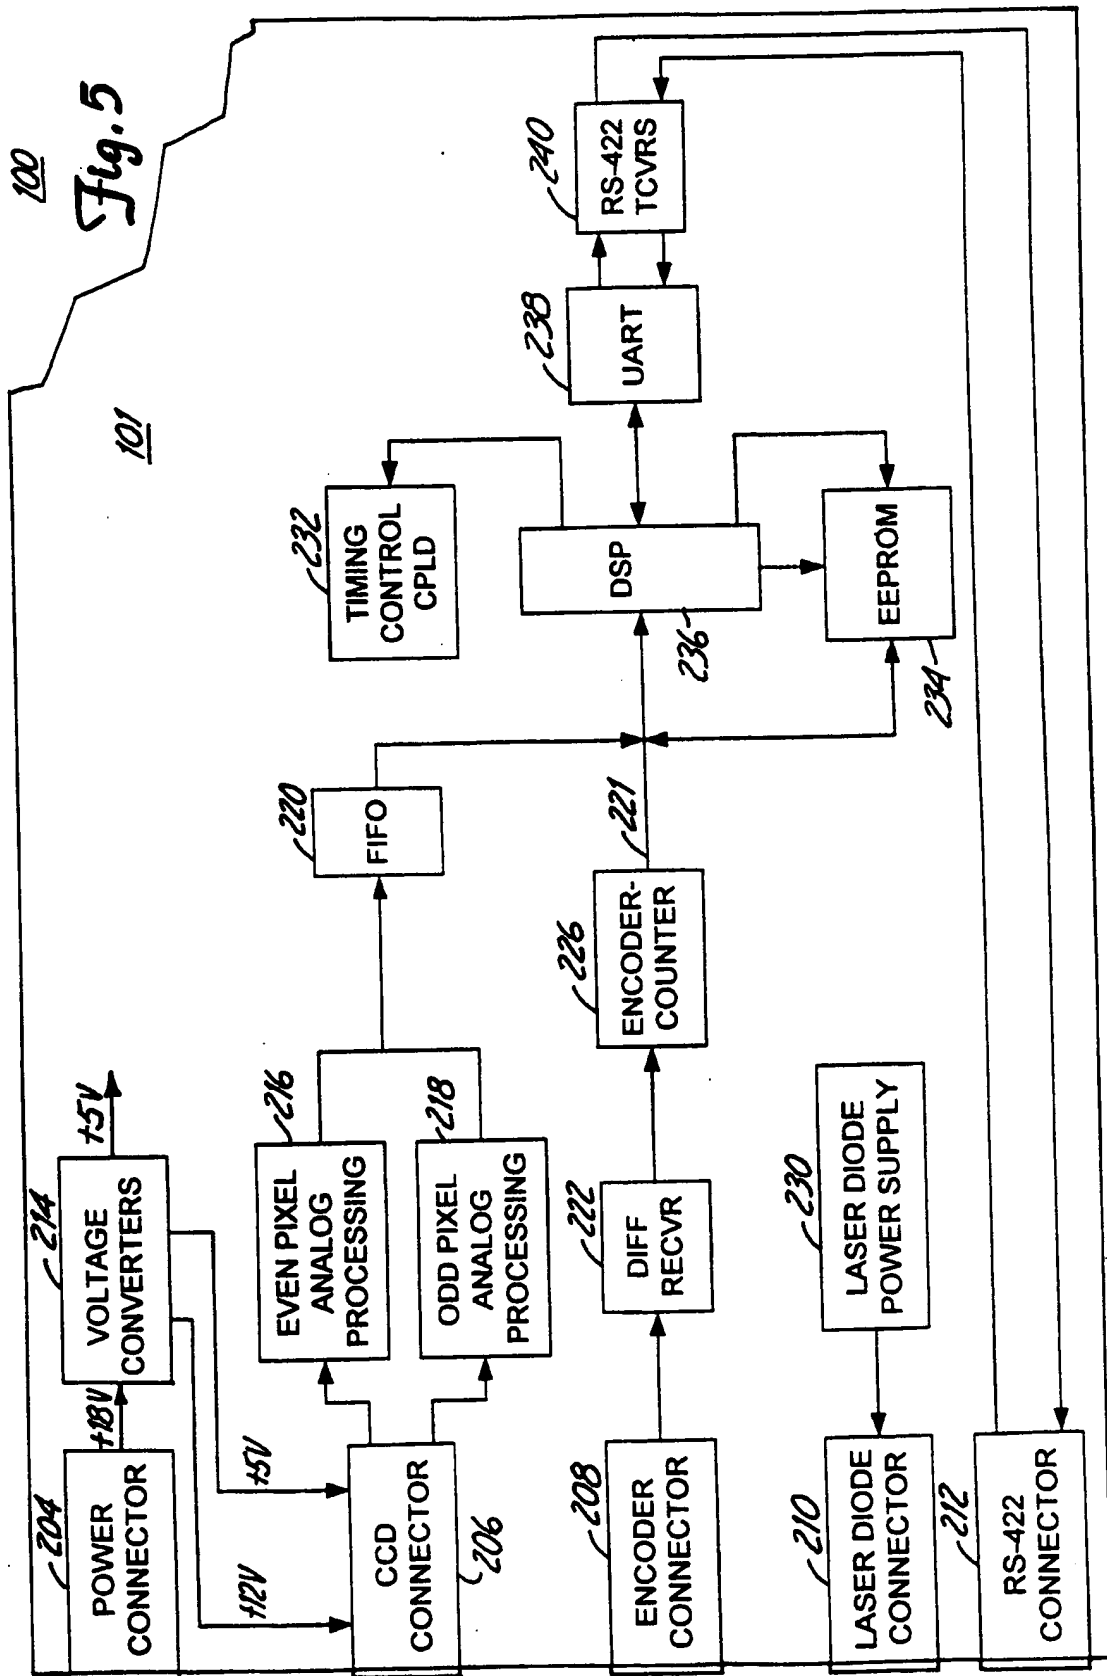 100
Fig. 5
101
204
POWER
CONNECTOR
+18V
214
VOLTAGE
CONVERTERS
+5V
+12V
+5V
CCD
CONNECTOR
206
216
EVEN PIXEL
ANALOG
PROCESSING
218
ODD PIXEL
ANALOG
PROCESSING
220
FIFO
232
TIMING
CONTROL
CPLD
208
ENCODER
CONNECTOR
222
DIFF
RECVR
226
ENCODER-
COUNTER
221
DSP
236
238
UART
240
RS-422
TCVRS
EEPROM
234
210
LASER DIODE
CONNECTOR
230
LASER DIODE
POWER SUPPLY
212
RS-422
CONNECTOR